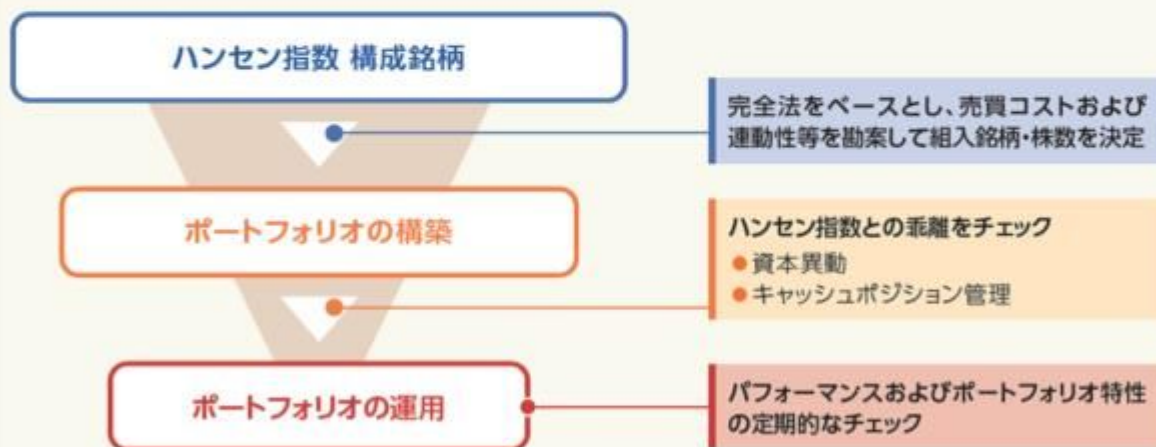 ハンセン指数 構成銘柄
完全法をベースとし、売買コストおよび
連動性等を勘案して組入銘柄・株数を決定
ポートフォリオの構築
ハンセン指数との乖離をチェック
●資本異動
●キャッシュポジション管理
ポートフォリオの運用
パフォーマンスおよびポートフォリオ特性
の定期的なチェック